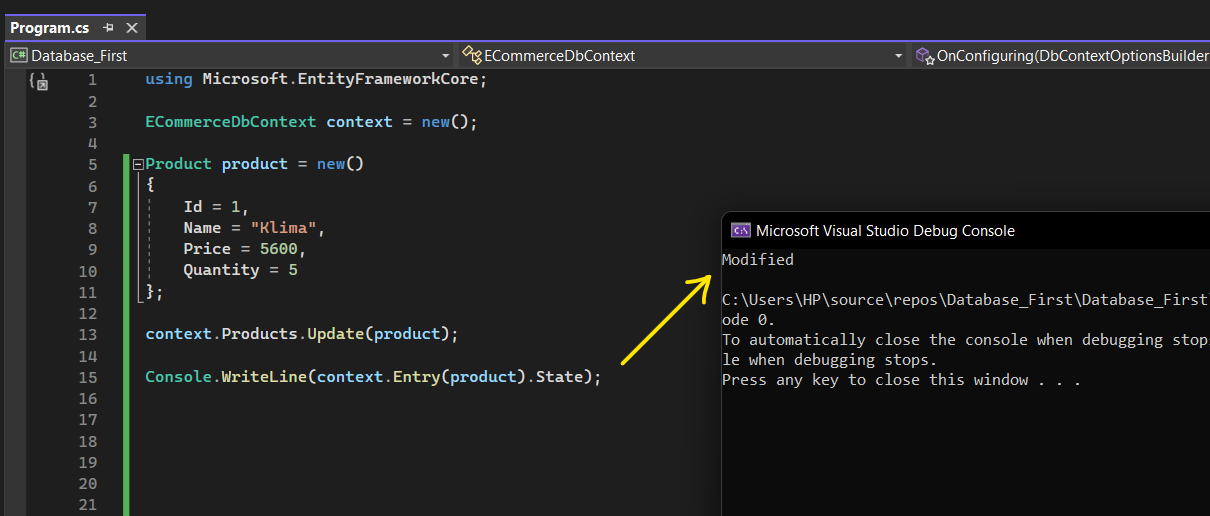 Program.cs
C# Database_First
ECommerceDbContext
OnConfiguring(DbContextOptionsBuilder
1 using Microsoft.EntityFrameworkCore;
2
3 ECommerceDbContext context = new();
4
5 Product product = new()
6 {
7 Id = 1,
8 Name = "Klima",
9 Price = 5600,
10 Quantity = 5
11 };
12
13 context.Products.Update(product);
14
15 Console.WriteLine(context.Entry(product).State);
16
17
18
19
20
21
C:\ Microsoft Visual Studio Debug Console
Modified
C:\Users\HP\source\repos\Database_First\Database_First\
ode 0.
To automatically close the console when debugging stops
le when debugging stops.
Press any key to close this window . . .